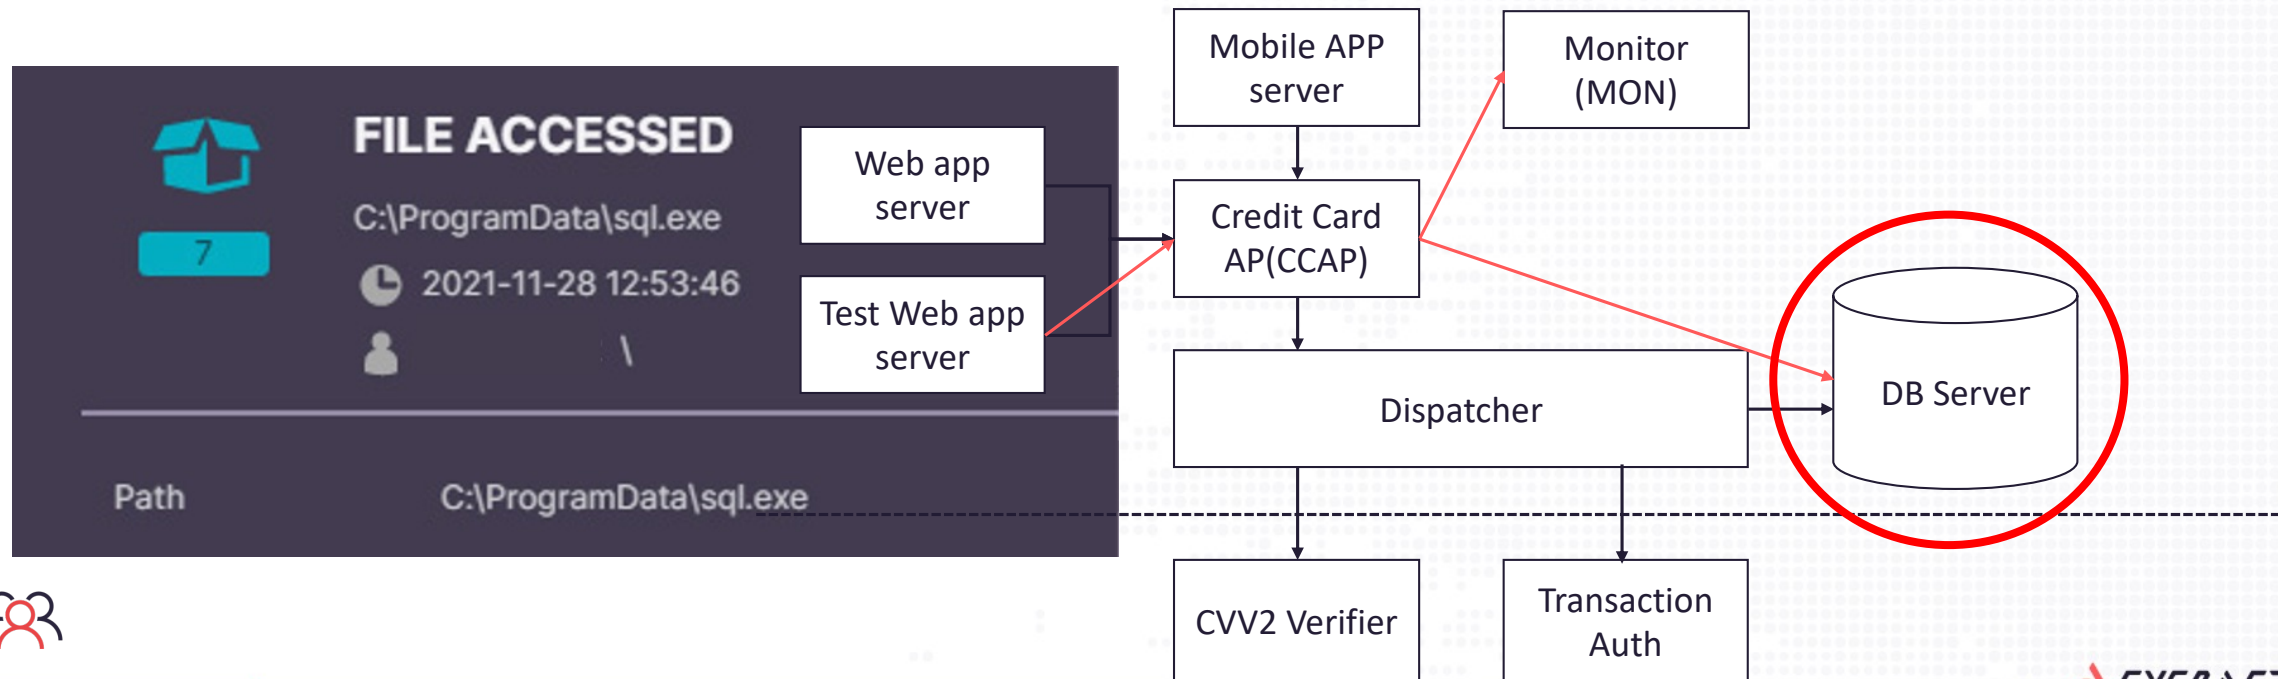 FILE ACCESSED
C:\ProgramData\sql.exe
7
2021-11-28 12:53:46
\
Path
C:\ProgramData\sql.exe
Web app
server
Test Web app
server
Mobile APP
server
Monitor
(MON)
Credit Card
AP(CCAP)
Dispatcher
DB Server
CVV2 Verifier
Transaction
Auth